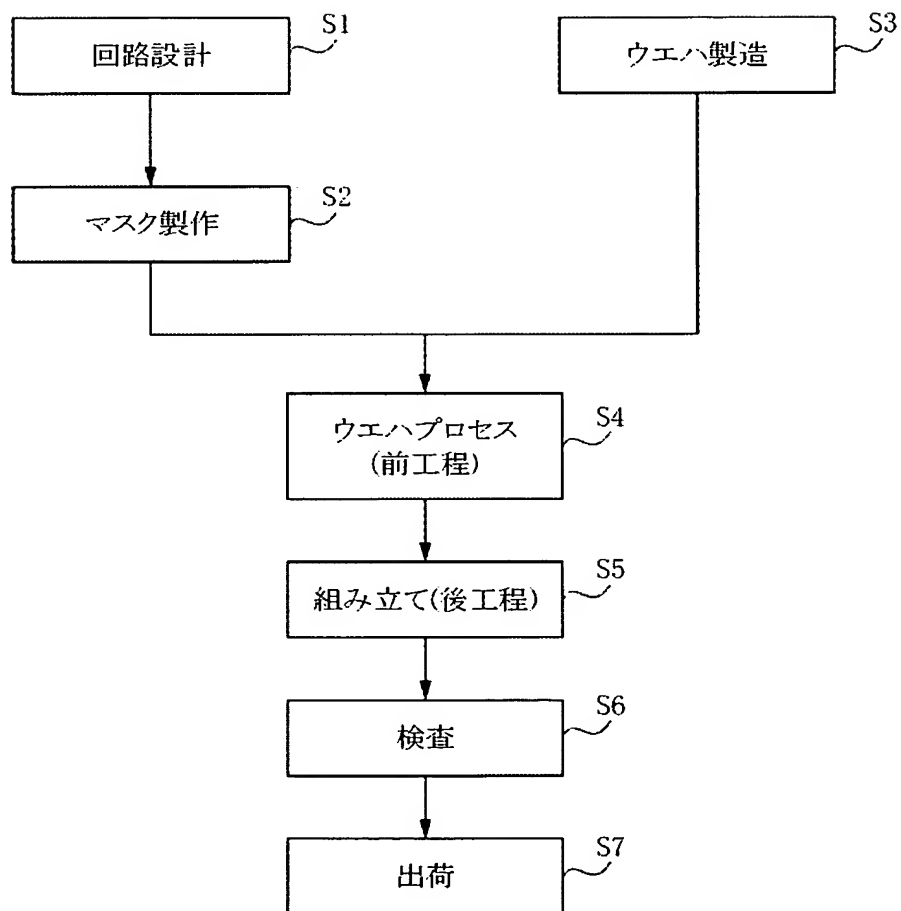 回路設計
S1
ウエハ製造
S3
マスク製作
S2
ウエハプロセス
(前工程)
S4
組み立て(後工程)
S5
検査
S6
出荷
S7